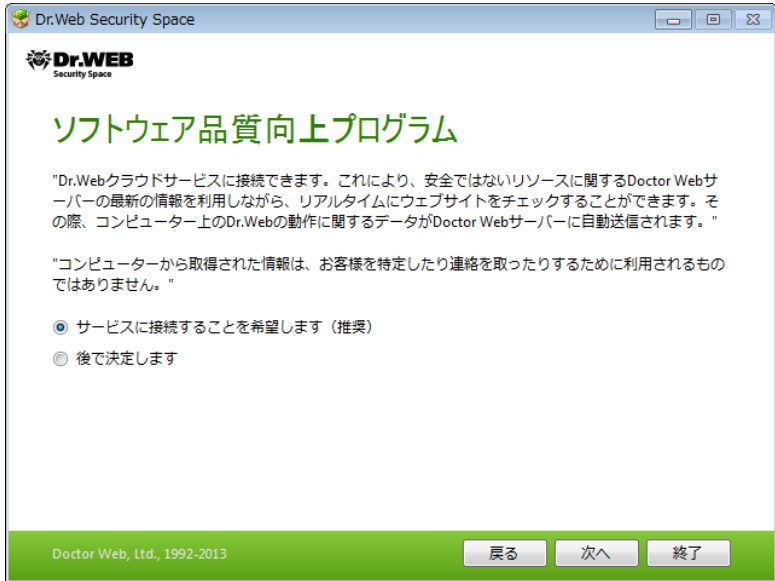 Dr.Web Security Space
Dr.WEB
Security Space
ソフトウェア品質向上プログラム
"Dr.Webクラウドサービスに接続できます。これにより、安全ではないリソースに関するDoctor Webサ
ーバーの最新の情報を利用しながら、リアルタイムにウェブサイトをチェックすることができます。そ
の際、コンピューター上のDr.Webの動作に関するデータがDoctor Webサーバーに自動送信されます。"
"コンピューターから取得された情報は、お客様を特定したり連絡を取ったりするために利用されるもの
ではありません。"
サービスに接続することを希望します（推奨）
後で決定します
Doctor Web, Ltd., 1992-2013
戻る
次へ
終了